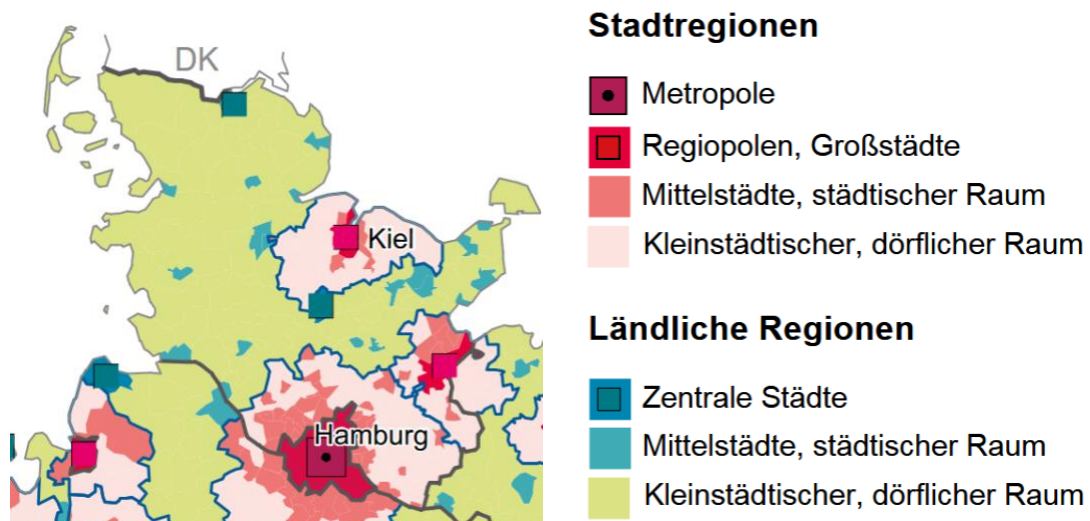 DK
Kiel
Hamburg
Stadtregionen
Metropole
Regiopolen, Großstädte
Mittelstädte, städtischer Raum
Kleinstädtischer, dörflicher Raum
Ländliche Regionen
Zentrale Städte
Mittelstädte, städtischer Raum
Kleinstädtischer, dörflicher Raum